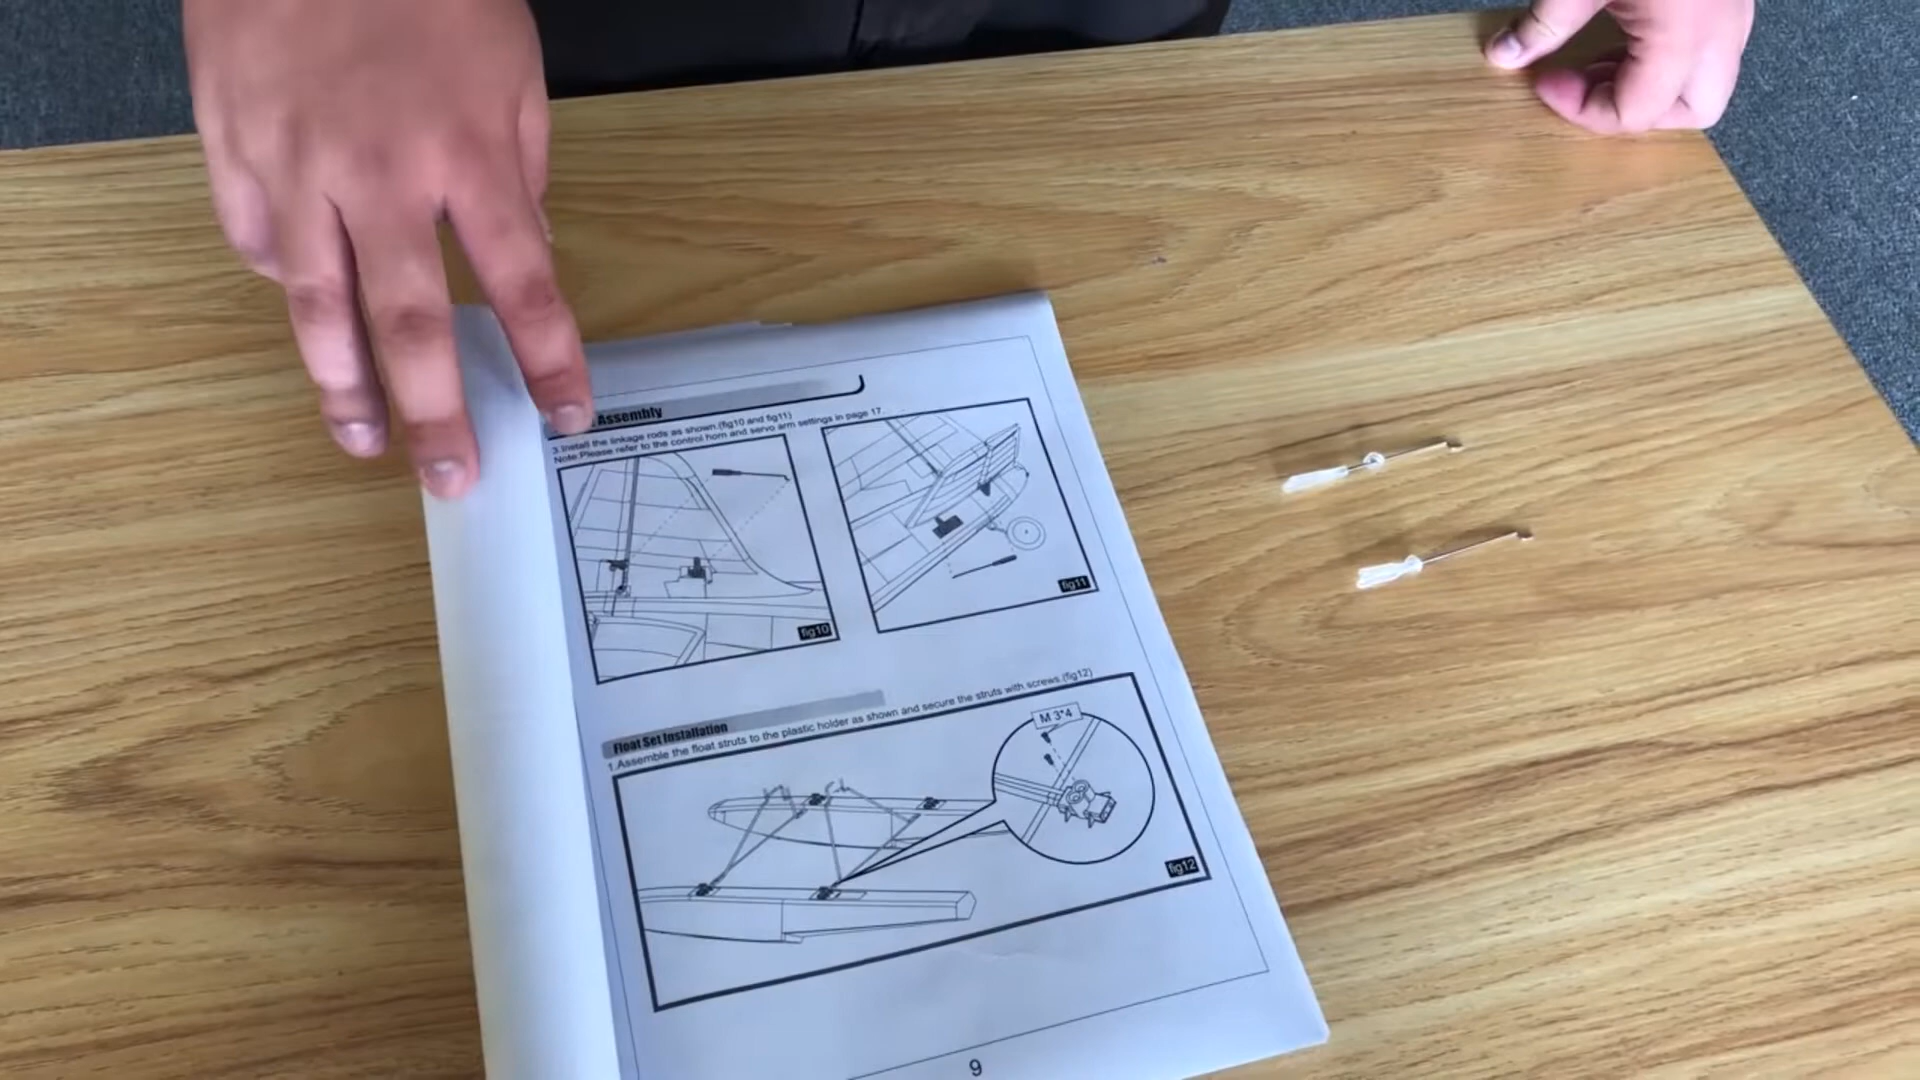 Assembly
3.Install the linkage rods as shown.(fig10 and fig11)
Note:Please refer to the control horn and servo arm settings in page 17.
fig10
fig11
Float Set Installation
1.Assemble the float struts to the plastic holder as shown and secure the struts with screws.(fig12)
M 3*4
fig12
9